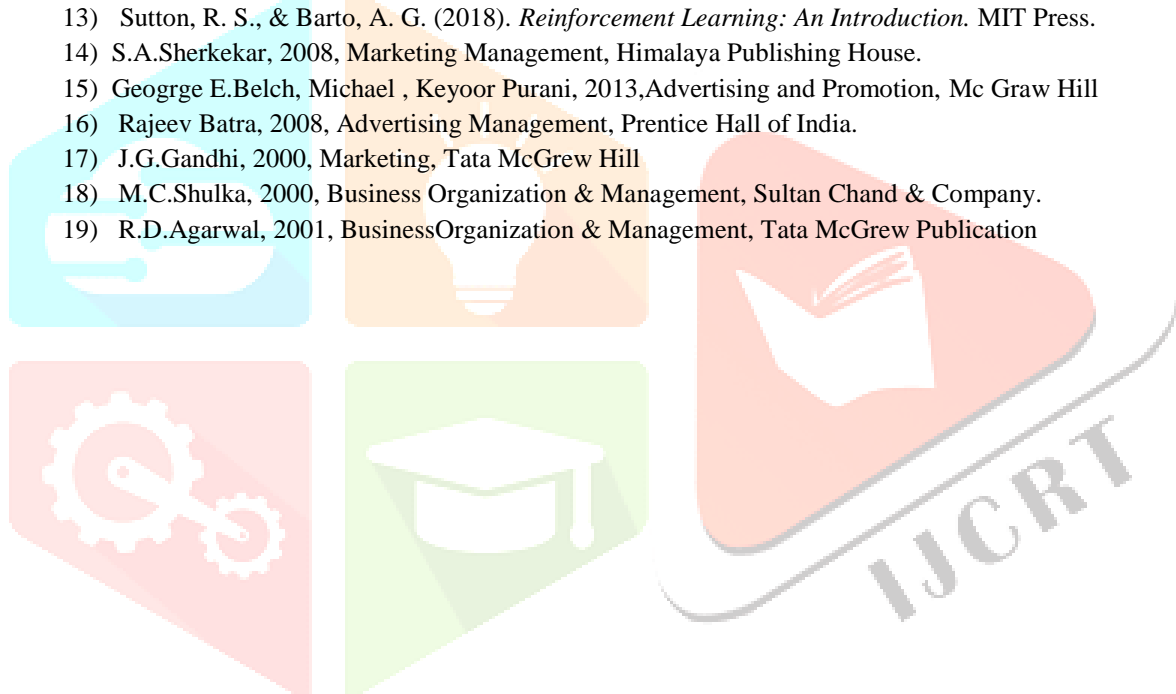 13) Sutton, R. S., & Barto, A. G. (2018). Reinforcement Learning: An Introduction. MIT Press.
14) S.A.Sherkekar, 2008, Marketing Management, Himalaya Publishing House.
15) Geogrge E.Belch, Michael , Keyoor Purani, 2013,Advertising and Promotion, Mc Graw Hill
16) Rajeev Batra, 2008, Advertising Management, Prentice Hall of India.
17) J.G.Gandhi, 2000, Marketing, Tata McGrew Hill
18) M.C.Shulka, 2000, Business Organization & Management, Sultan Chand & Company.
19) R.D.Agarwal, 2001, BusinessOrganization & Management, Tata McGrew Publication
IJCRT